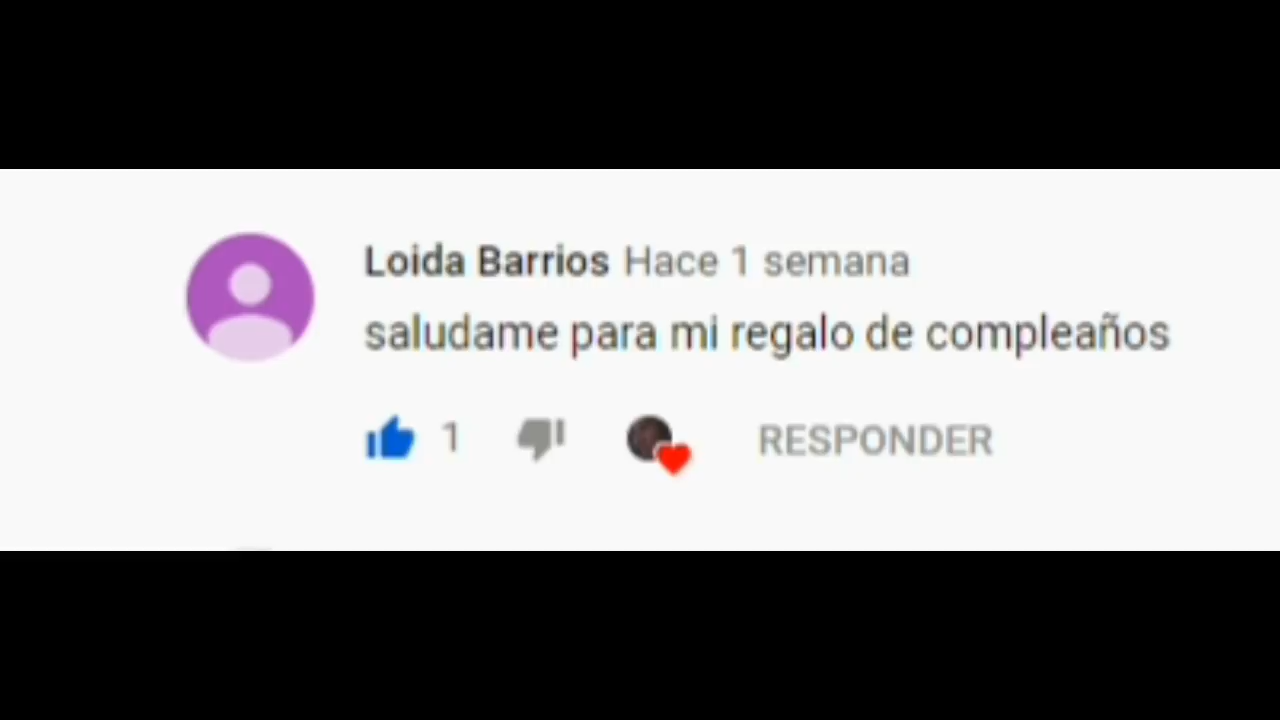 Loida Barrios Hace 1 semana
saludame para mi regalo de compleaños
1 RESPONDER